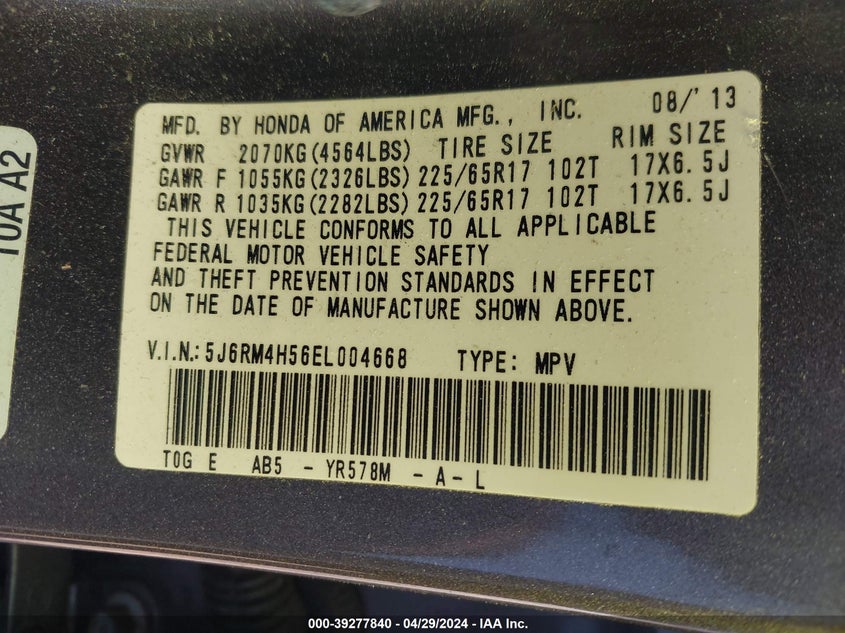 MFD. BY HONDA OF AMERICA MFG., INC. 08/'13
GVWR 2070KG(4564LBS) TIRE SIZE RIM SIZE
GAWR F 1055KG(2326LBS) 225/65R17 102T 17X6.5J
GAWR R 1035KG(2282LBS) 225/65R17 102T 17X6.5J
THIS VEHICLE CONFORMS TO ALL APPLICABLE
FEDERAL MOTOR VEHICLE SAFETY
AND THEFT PREVENTION STANDARDS IN EFFECT
ON THE DATE OF MANUFACTURE SHOWN ABOVE.
V.I.N.: 5J6RM4H56EL004668 TYPE: MPV
T0G E AB5 - YR578M - A - L
10A A2
000-39277840 - 04/29/2024 - IAA Inc.